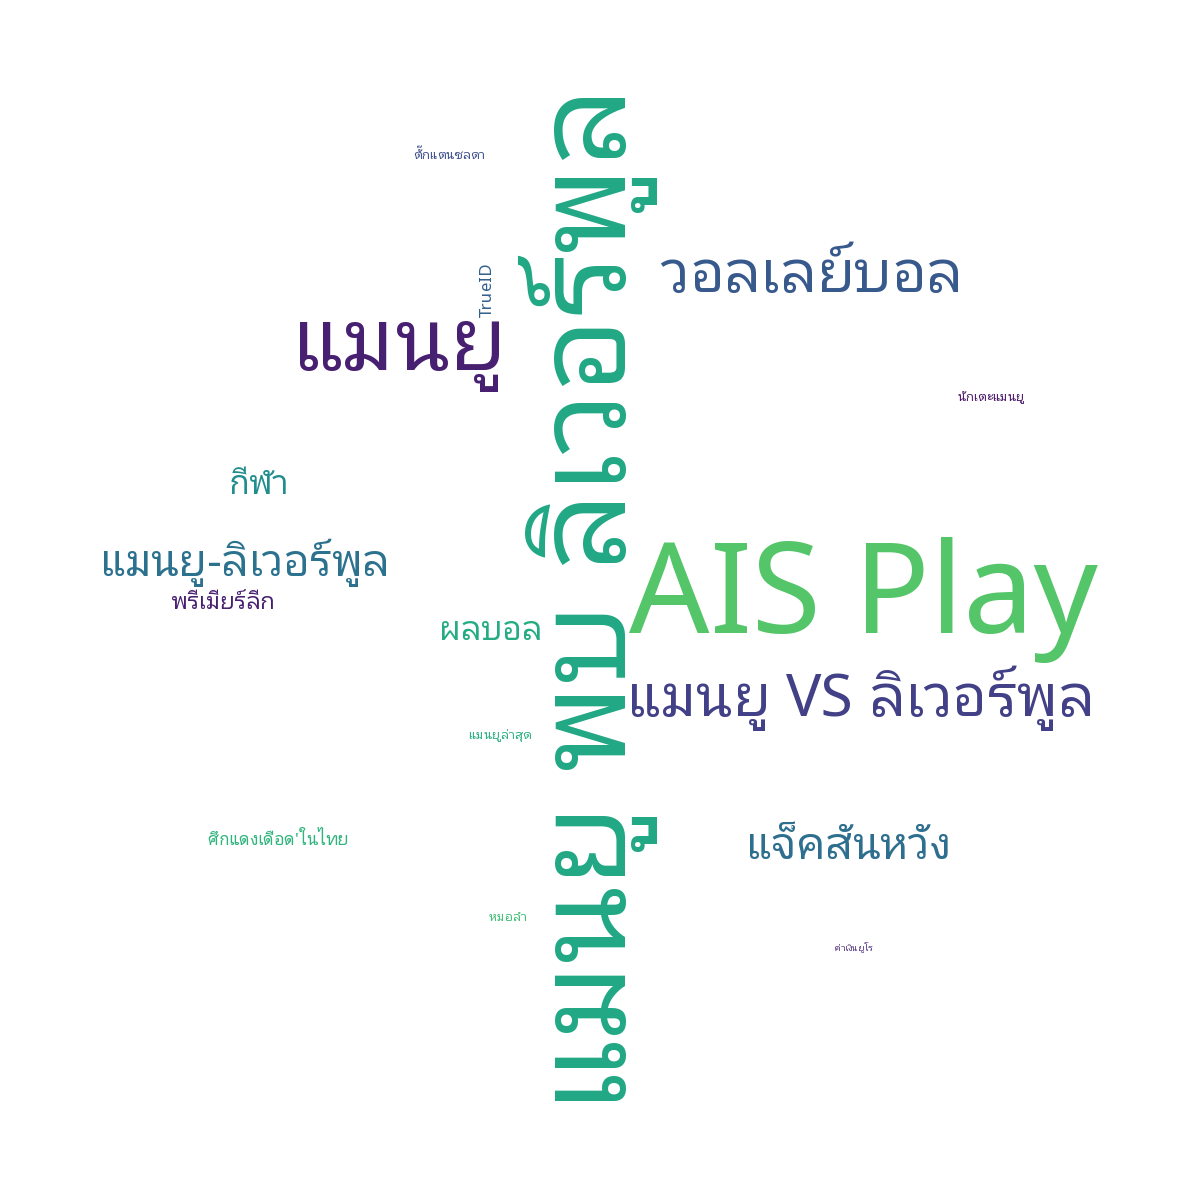 ตั๊กแตนชลดา
วอลเลย์บอล
TrueID
แมนยู
นักเตะแมนยู
กีฬา
แมนยู-ลิเวอร์พูล
AIS Play
พรีเมียร์ลีก
แมนยู พบ ลิเวอร์พูล
ผลบอล
แมนยู VS ลิเวอร์พูล
แมนยูล่าสุด
ศึกแดงเดือด'ในไทย
แจ็คสันหวัง
หมอลำ
ค่าเงินยูโร